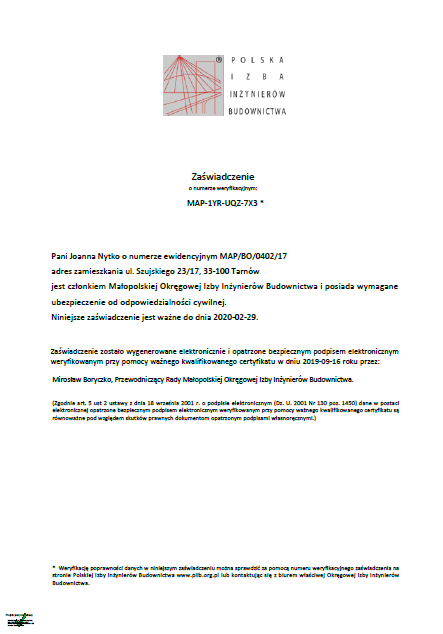 POLSKA
IZBA
INŻYNIERÓW
BUDOWNICTWA
Zaświadczenie
o numerze weryfikacyjnym:
MAP-1YR-UQZ-7X3 *
Pani Joanna Nytko o numerze ewidencyjnym MAP/BO/0402/17
adres zamieszkania ul. Szujskiego 23/17, 33-100 Tarnów
jest członkiem Małopolskiej Okręgowej Izby Inżynierów Budownictwa i posiada wymagane
ubezpieczenie od odpowiedzialności cywilnej.
Niniejsze zaświadczenie jest ważne do dnia 2020-02-29.
Zaświadczenie zostało wygenerowane elektronicznie i opatrzone bezpiecznym podpisem elektronicznym
weryfikowanym przy pomocy ważnego kwalifikowanego certyfikatu w dniu 2019-09-16 roku przez:
Mirosław Boryczko, Przewodniczący Rady Małopolskiej Okręgowej Izby Inżynierów Budownictwa.
(Zgodnie art. 5 ust 2 ustawy z dnia 18 września 2001 r. o podpisie elektronicznym (Dz. U. 2001 Nr 130 poz. 1450) dane w postaci
elektronicznej opatrzone bezpiecznym podpisem elektronicznym weryfikowanym przy pomocy ważnego kwalifikowanego certyfikatu są
równoważne pod względem skutków prawnych dokumentom opatrzonym podpisami własnoręcznymi.)
* Weryfikację poprawności danych w niniejszym zaświadczeniu można sprawdzić za pomocą numeru weryfikacyjnego zaświadczenia na
stronie Polskiej Izby Inżynierów Budownictwa www.piib.org.pl lub kontaktując się z biurem właściwej Okręgowej Izby Inżynierów
Budownictwa.